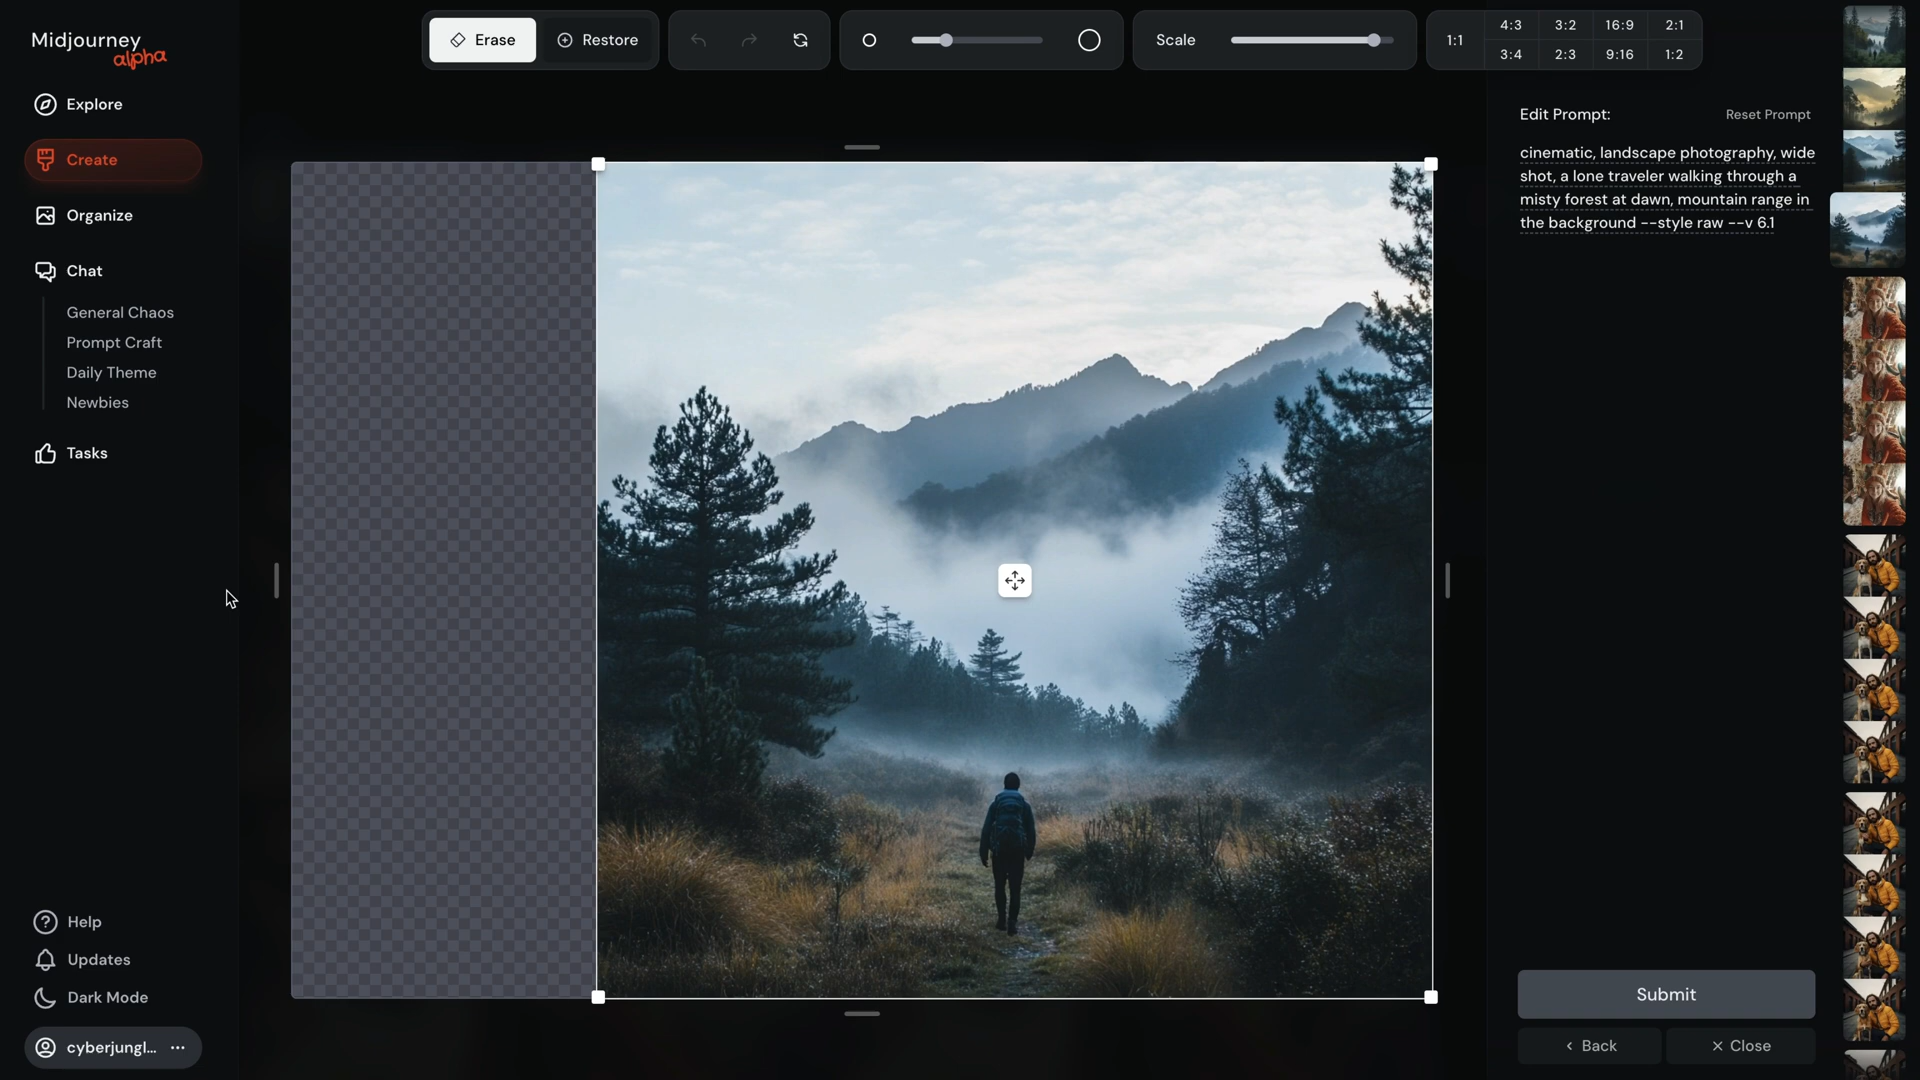 Midjourney
alpha
Explore
Create
Organize
Chat
General Chaos
Prompt Craft
Daily Theme
Newbies
Tasks
Help
Updates
Dark Mode
cyberjungl...
Erase
Restore
Scale
1:1
4:3 3:2 16:9 2:1
3:4 2:3 9:16 1:2
Edit Prompt:
Reset Prompt
cinematic, landscape photography, wide
shot, a lone traveler walking through a
misty forest at dawn, mountain range in
the background --style raw --v 6.1
Submit
Back
Close